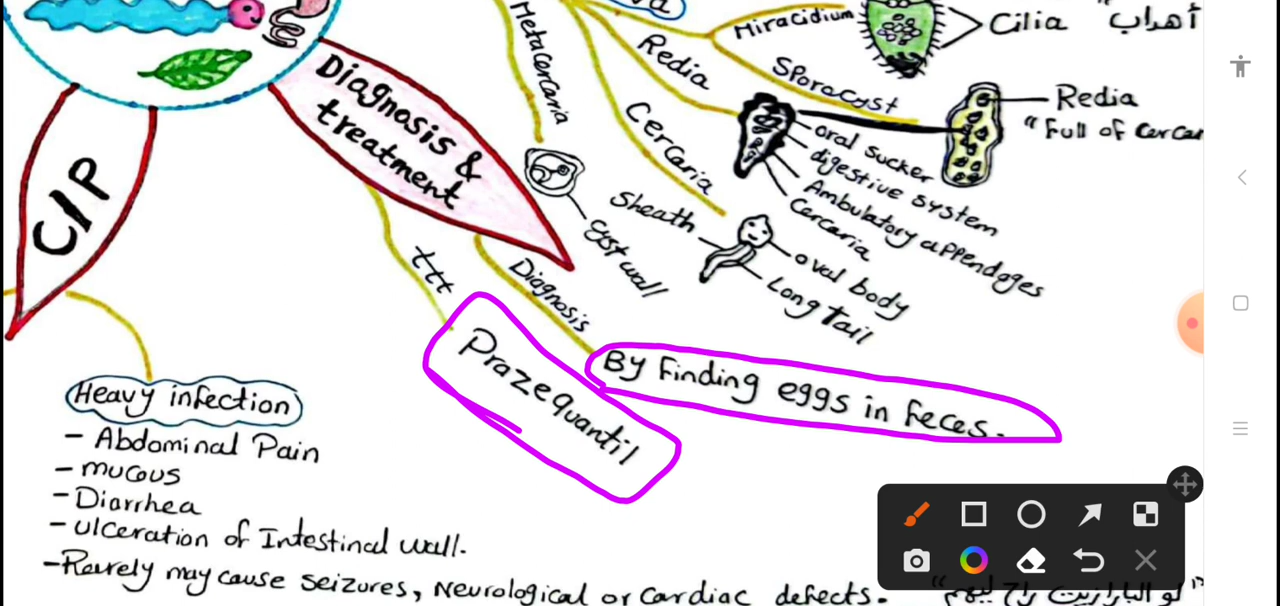 Miracidium
Cilia "أهداب
Metacercaria
Redia
Sporocyst
Redia
"Full of Cercar
Cercaria
oral sucker
digestive system
Ambulatory appendages
Cercaria
Sheath
oval body
Long tail
cyst wall
Diagnosis &
treatment
C/P
ttt
Diagnosis
Prazequantil
By Finding eggs in feces.
Heavy infection
- Abdominal Pain
- mucous
- Diarrhea
- ulceration of Intestinal wall.
- Rarely may cause seizures, Neurological or Cardiac defects.